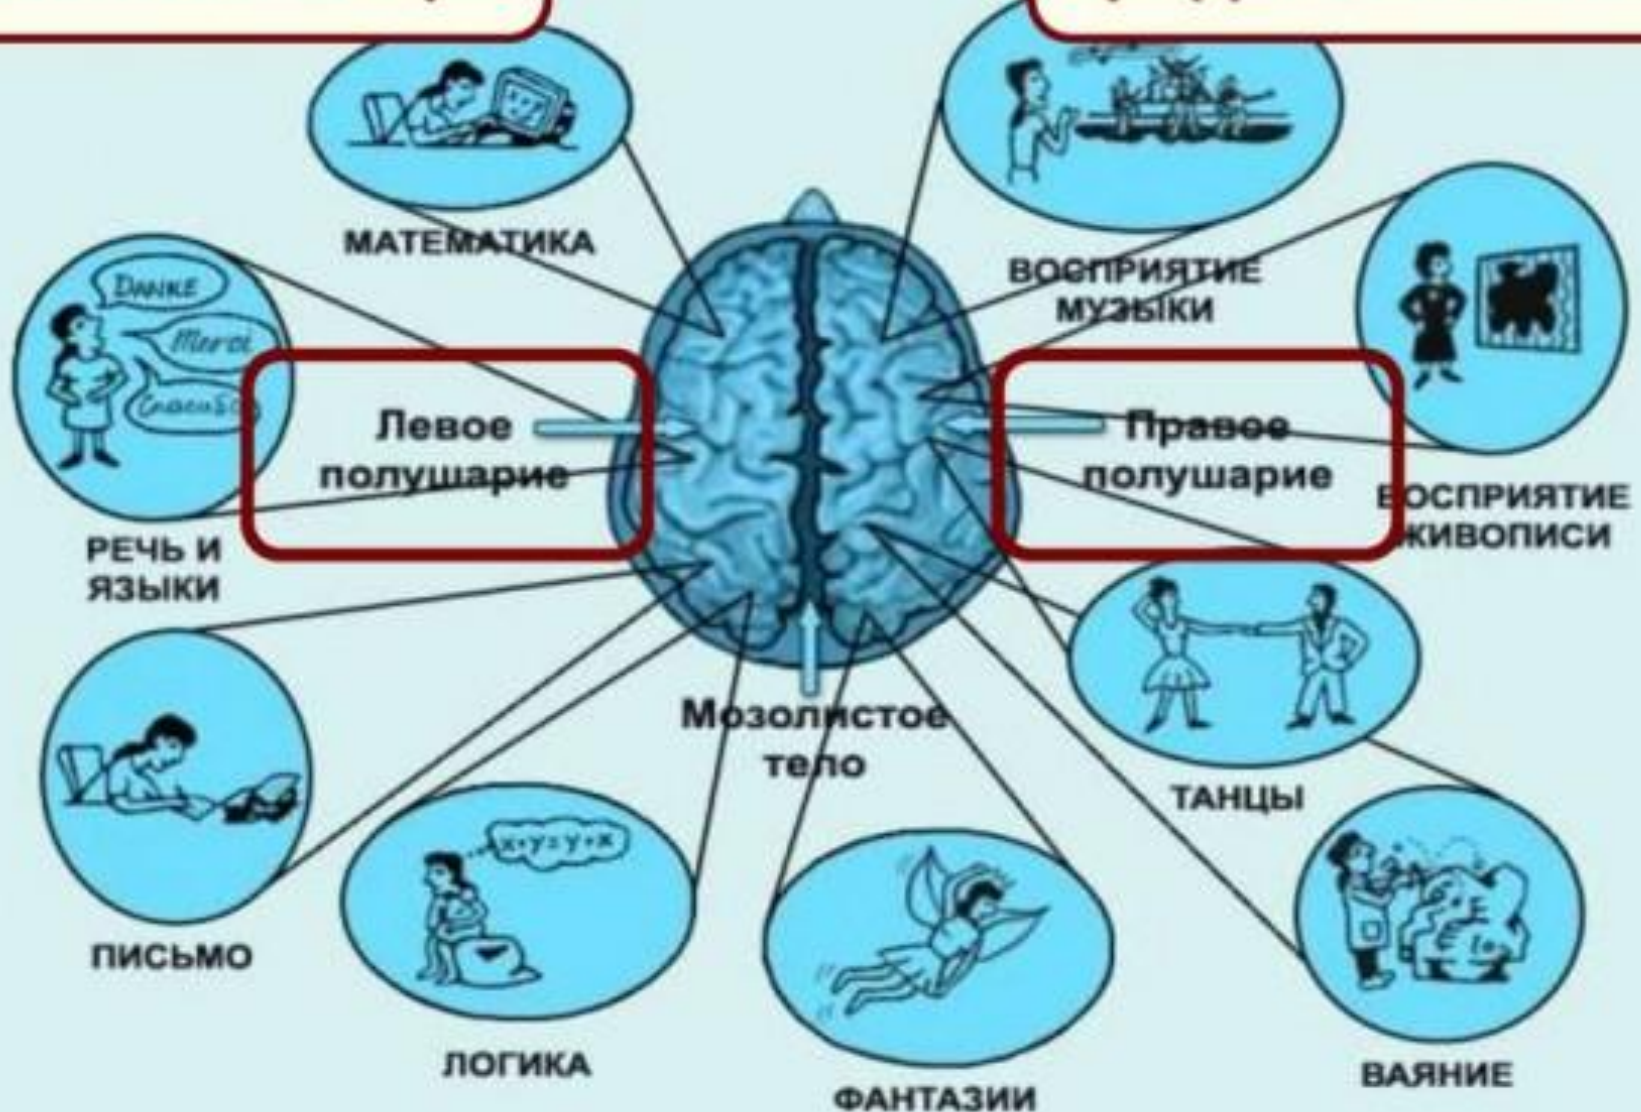 МАТЕМАТИКА
ВОСПРИЯТИЕ
МУЗЫКИ
DANKE
Merci
Спасибо
Левое
полушарие
Правое
полушарие
ВОСПРИЯТИЕ
ЖИВОПИСИ
РЕЧЬ И
ЯЗЫКИ
Мозолистое
тело
ТАНЦЫ
x+y=y+x
ПИСЬМО
ЛОГИКА
ФАНТАЗИИ
ВАЯНИЕ